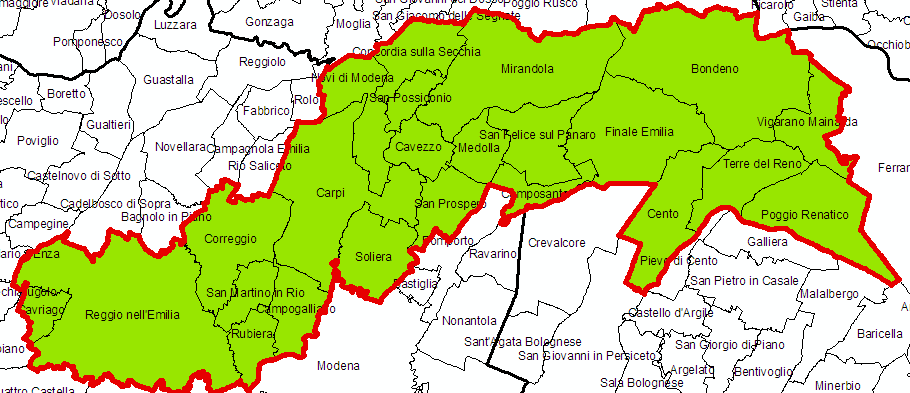 Viadana
Dosolo
Luzzara
Gonzaga
Moglia
Poggio Rusco
Ficarolo
Gaiba
Stienta
Pomponesco
San Giacomo delle Segnate
Concordia sulla Secchia
Reggiolo
Guastalla
Novi di Modena
Mirandola
Bondeno
Boretto
Rolo
San Possidonio
Fabbrico
Gualtieri
Poviglio
Vigarano Mainarda
San Felice sul Panaro
Finale Emilia
Novellara
Campagnola Emilia
Cavezzo
Medolla
Rio Saliceto
Terre del Reno
Castelnovo di Sotto
Carpi
Camposanto
Cadelbosco di Sopra
San Prospero
Bagnolo in Piano
Cento
Poggio Renatico
Campegine
Correggio
Bomporto
Crevalcore
Galliera
Ravarino
Soliera
Pieve di Cento
San Pietro in Casale
Bastiglia
San Martino in Rio
Malalbergo
Cavriago
Campogalliano
Reggio nell'Emilia
Castello d'Argile
Nonantola
Rubiera
Baricella
Sant'Agata Bolognese
San Giorgio di Piano
San Giovanni in Persiceto
Modena
Argelato
Bentivoglio
Sala Bolognese
Minerbio
Quattro Castella